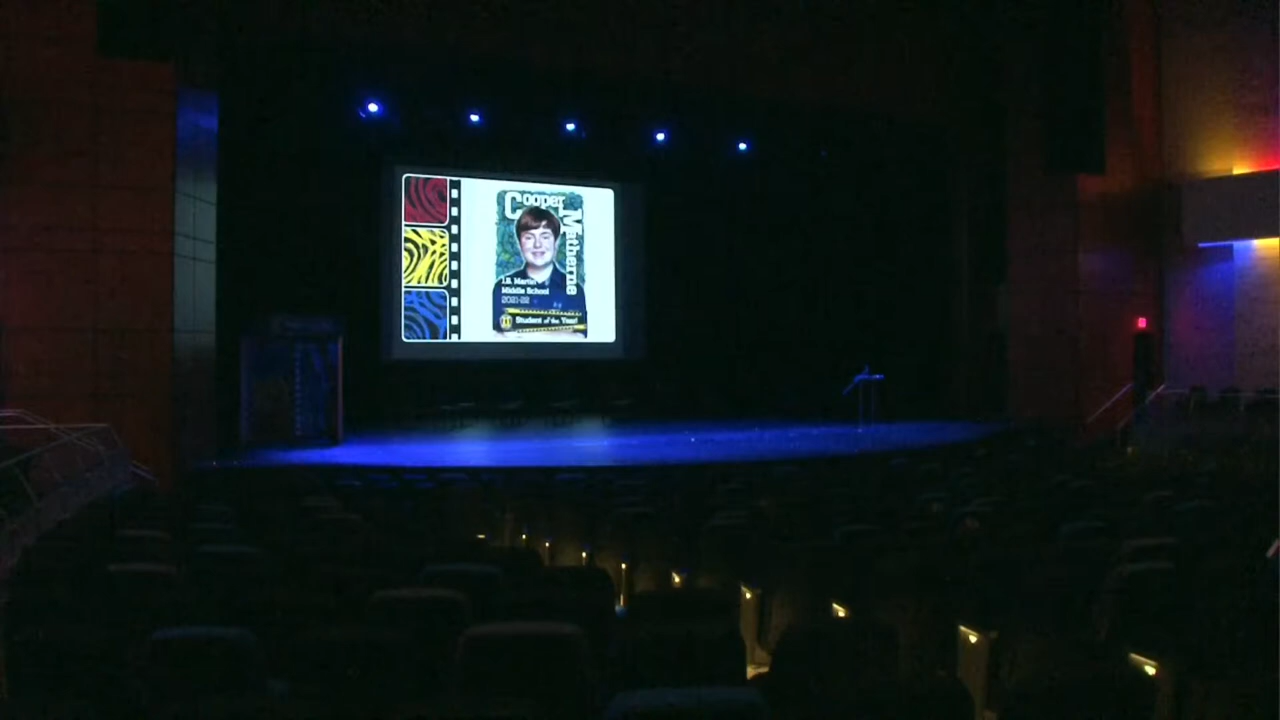 Cooper
Matherne
J.B. Martin
Middle School
2021-22
Student of the Year!